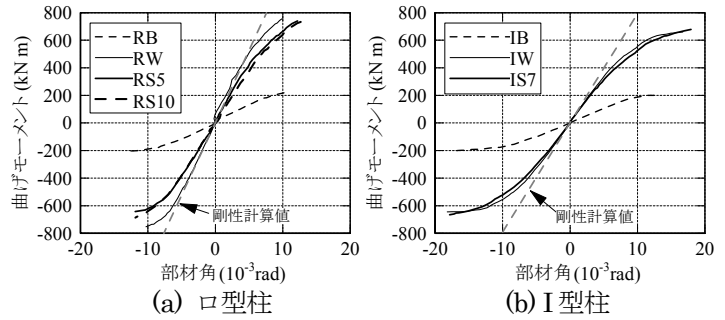 800
600
400
200
0
-200
-400
-600
-800
曲げモーメント (kN m)
RB
RW
RS5
RS10
剛性計算値
-20 -10 0 10 20
部材角(10-3rad)
(a) ロ型柱
800
600
400
200
0
-200
-400
-600
-800
曲げモーメント (kN m)
IB
IW
IS7
剛性計算値
-20 -10 0 10 20
部材角(10-3rad)
(b) I 型柱